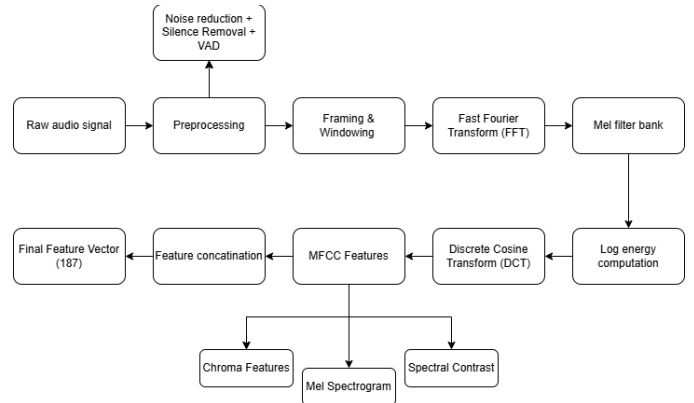 Noise reduction +
Silence Removal +
VAD
Raw audio signal
Preprocessing
Framing &
Windowing
Fast Fourier
Transform (FFT)
Mel filter bank
Final Feature Vector
(187)
Feature concatination
MFCC Features
Discrete Cosine
Transform (DCT)
Log energy
computation
Chroma Features
Mel Spectrogram
Spectral Contrast